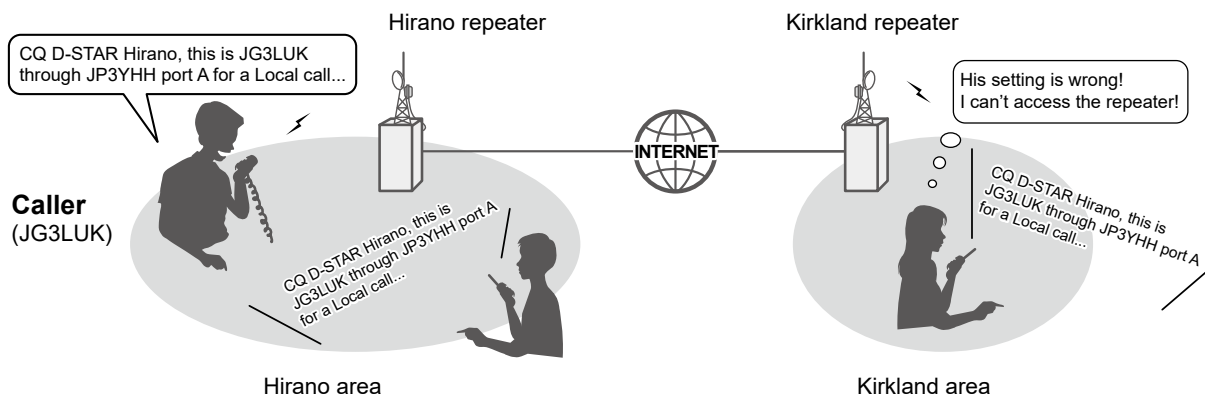 Hirano repeater
Kirkland repeater
CQ D-STAR Hirano, this is JG3LUK
through JP3YHH port A for a Local call...
His setting is wrong!
I can't access the repeater!
INTERNET
Caller
(JG3LUK)
CQ D-STAR Hirano, this is
JG3LUK through JP3YHH port A
for a Local call...
CQ D-STAR Hirano, this is
JG3LUK through JP3YHH port A
for a Local call...
Hirano area
Kirkland area